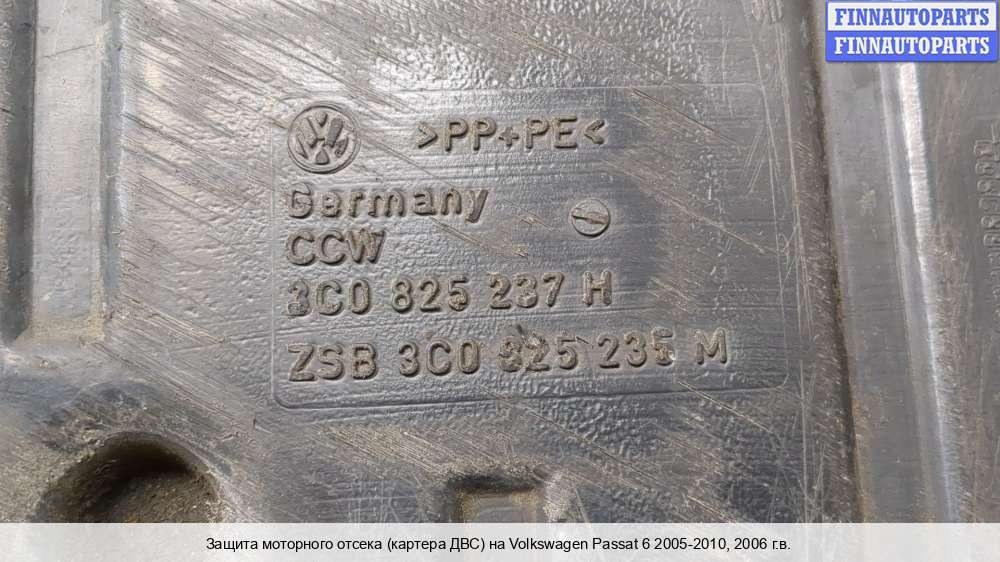 FINNAUTOPARTS
FINNAUTOPARTS
>PP+PE<
Germany
CCW
3C0 825 237 H
ZSB 3C0 825 235 M
Защита моторного отсека (картера ДВС) на Volkswagen Passat 6 2005-2010, 2006 г.в.